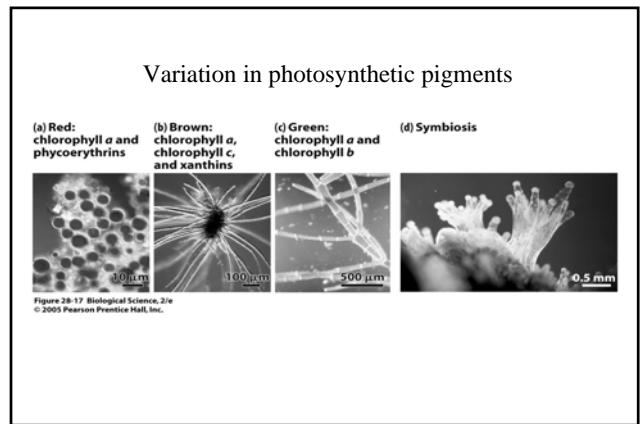 Variation in photosynthetic pigments
(a) Red:
chlorophyll a and
phycoerythrins
(b) Brown:
chlorophyll a,
chlorophyll c,
and xanthins
(c) Green:
chlorophyll a and
chlorophyll b
(d) Symbiosis
10 μm
100 μm
500 μm
0.5 mm
Figure 28-17 Biological Science, 2/e
© 2005 Pearson Prentice Hall, Inc.